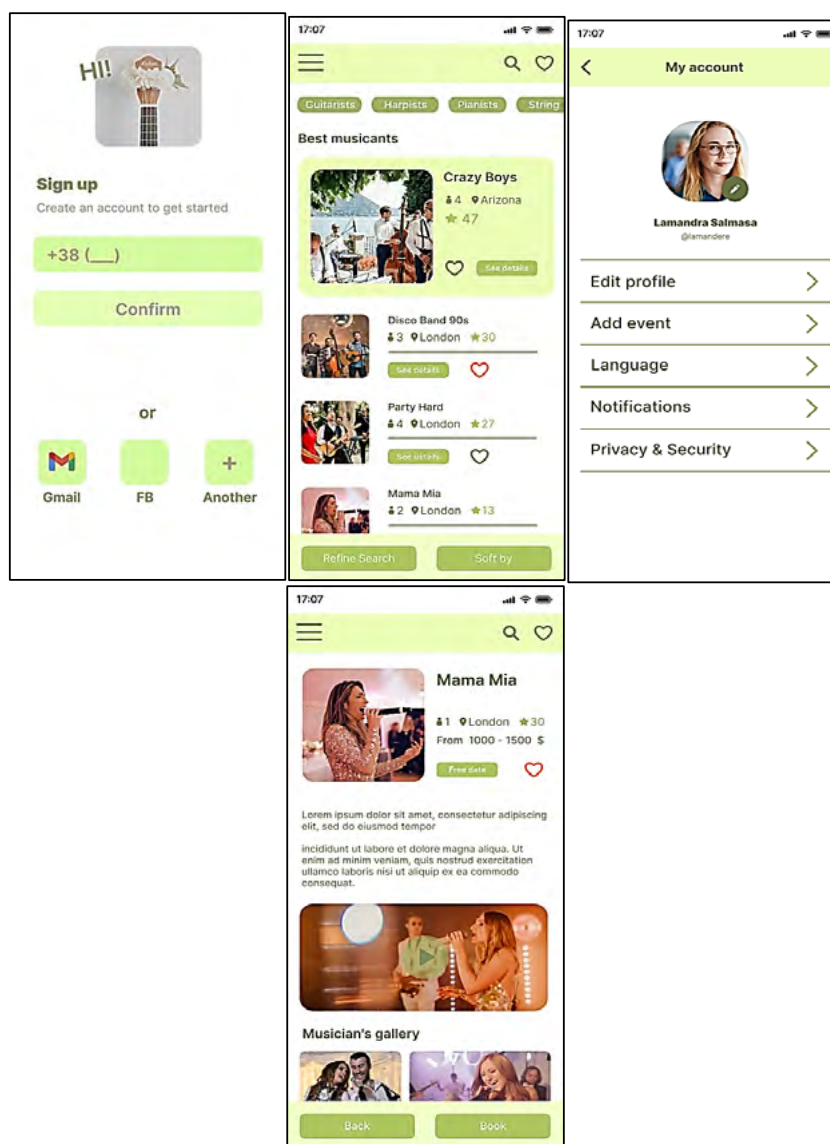 HI!
Sign up
Create an account to get started
+38 (__)
Confirm
or
Gmail FB Another
17:07
Guitarists Harpists Pianists String
Best musicants
Crazy Boys
4 Arizona
47
See details
Disco Band 90s
3 London 30
See details
Party Hard
4 London 27
See details
Mama Mia
2 London 13
Refine Search Soft by
17:07
My account
Lamandra Salmasa
@lamandere
Edit profile
Add event
Language
Notifications
Privacy & Security
17:07
Mama Mia
1 London 30
From 1000 - 1500 $
Free date
Lorem ipsum dolor sit amet, consectetur adipiscing
elit, sed do eiusmod tempor
incididunt ut labore et dolore magna aliqua. Ut
enim ad minim veniam, quis nostrud exercitation
ullamco laboris nisi ut aliquip ex ea commodo
consequat.
Musician's gallery
Back Book